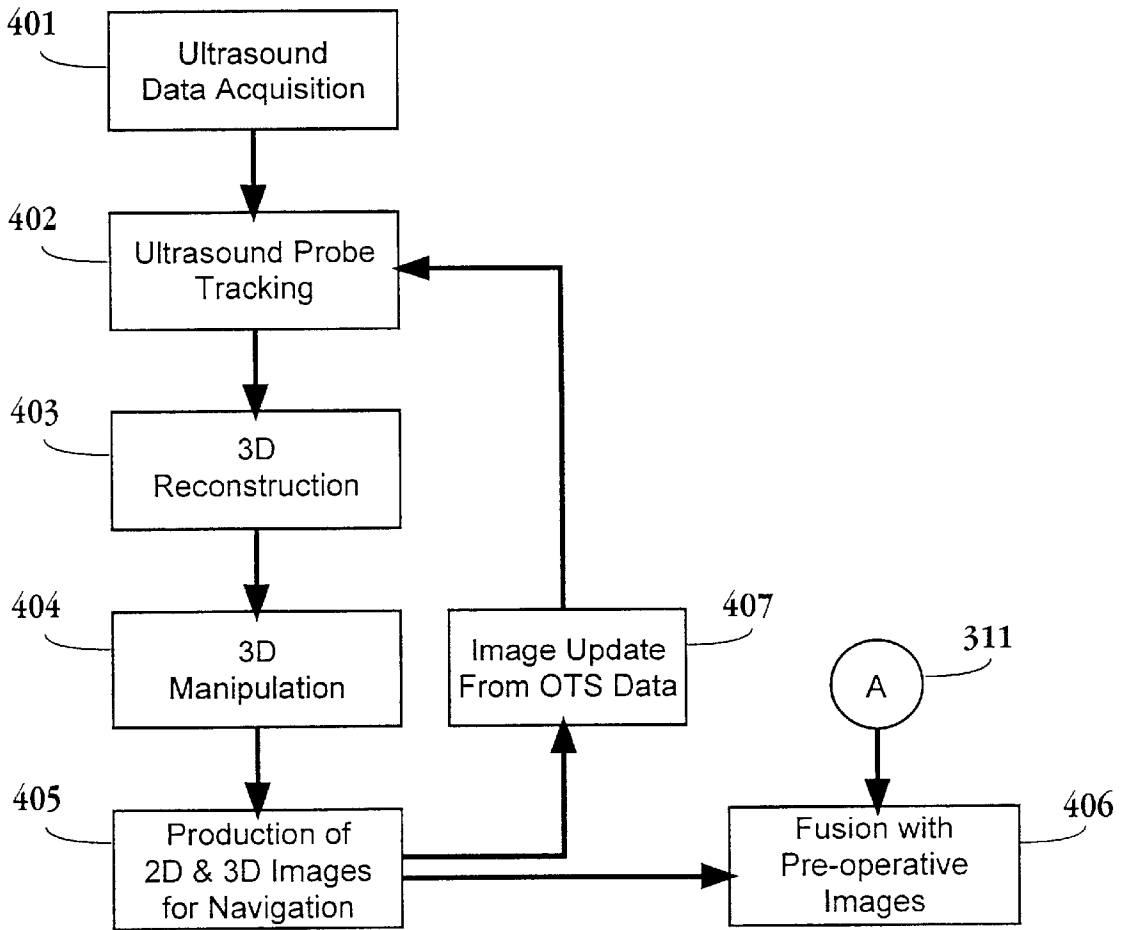 401
Ultrasound
Data Acquisition
402
Ultrasound Probe
Tracking
403
3D
Reconstruction
404
3D
Manipulation
407
Image Update
From OTS Data
311
A
405
Production of
2D & 3D Images
for Navigation
406
Fusion with
Pre-operative
Images